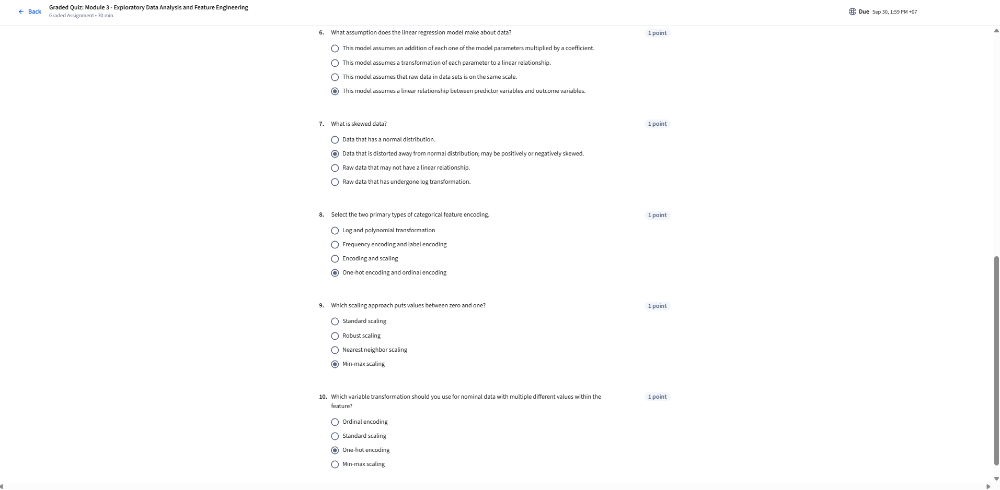 Back
Graded Quiz: Module 3 - Exploratory Data Analysis and Feature Engineering
Graded Assignment • 30 min
Due Sep 30, 1:59 PM +07
6. What assumption does the linear regression model make about data? 1 point
This model assumes an addition of each one of the model parameters multiplied by a coefficient.
This model assumes a transformation of each parameter to a linear relationship.
This model assumes that raw data in data sets is on the same scale.
This model assumes a linear relationship between predictor variables and outcome variables.
7. What is skewed data? 1 point
Data that has a normal distribution.
Data that is distorted away from normal distribution; may be positively or negatively skewed.
Raw data that may not have a linear relationship.
Raw data that has undergone log transformation.
8. Select the two primary types of categorical feature encoding. 1 point
Log and polynomial transformation
Frequency encoding and label encoding
Encoding and scaling
One-hot encoding and ordinal encoding
9. Which scaling approach puts values between zero and one? 1 point
Standard scaling
Robust scaling
Nearest neighbor scaling
Min-max scaling
10. Which variable transformation should you use for nominal data with multiple different values within the 1 point
feature?
Ordinal encoding
Standard scaling
One-hot encoding
Min-max scaling